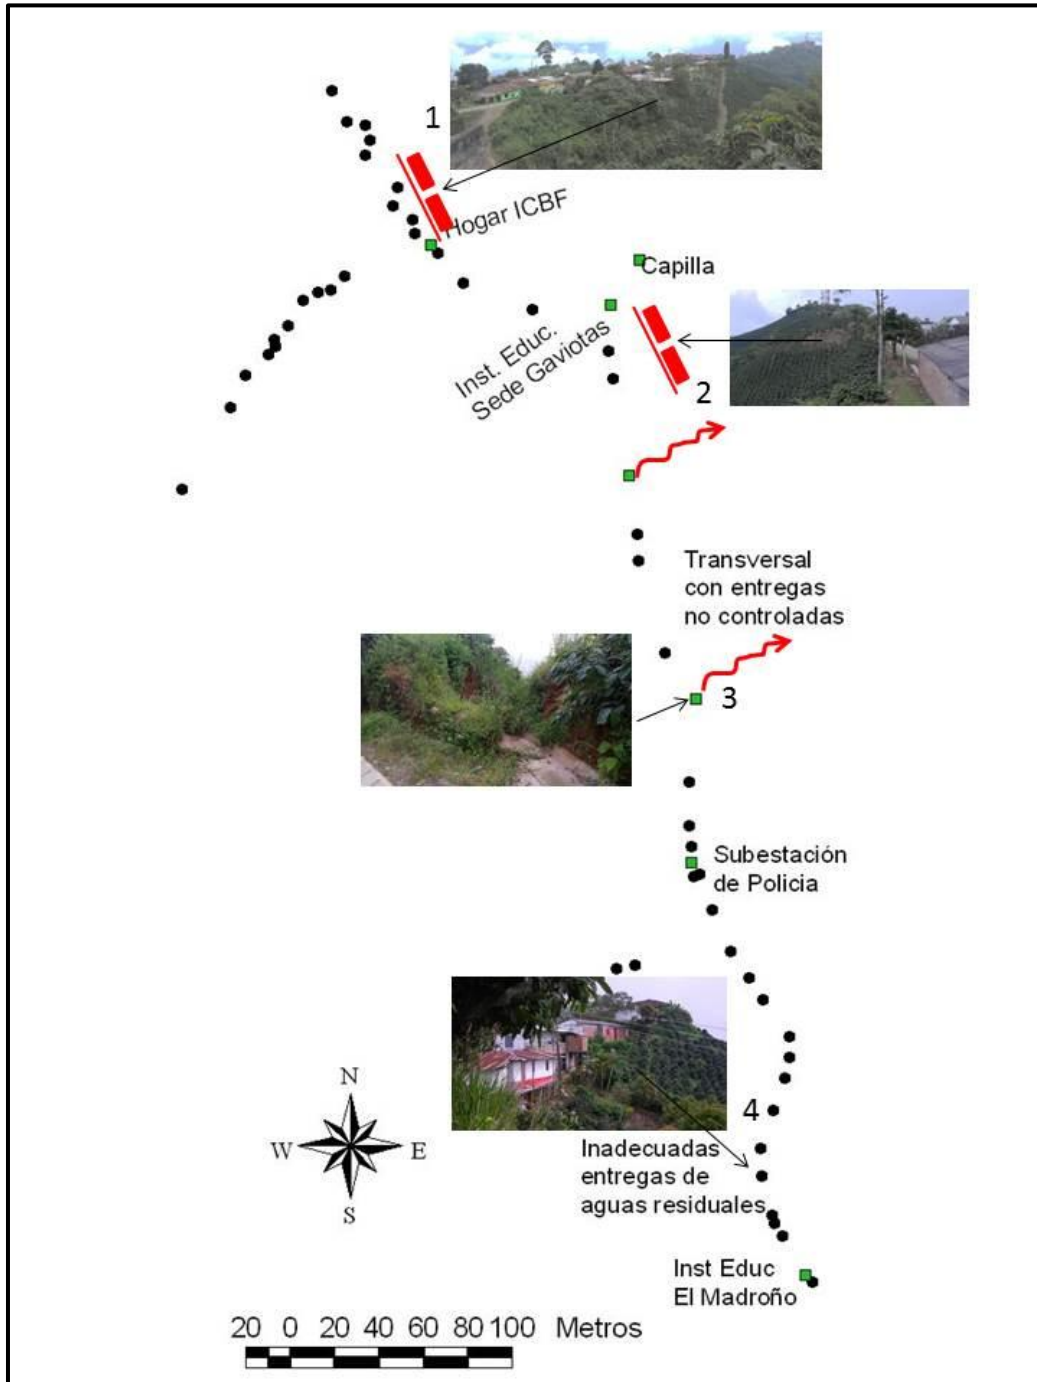 1
Hogar ICBF
Capilla
Inst. Educ.
Sede Gaviotas
2
Transversal
con entregas
no controladas
3
Subestación
de Policia
4
Inadecuadas
entregas de
aguas residuales
N
W E
S
Inst Educ
El Madroño
20 0 20 40 60 80 100 Metros